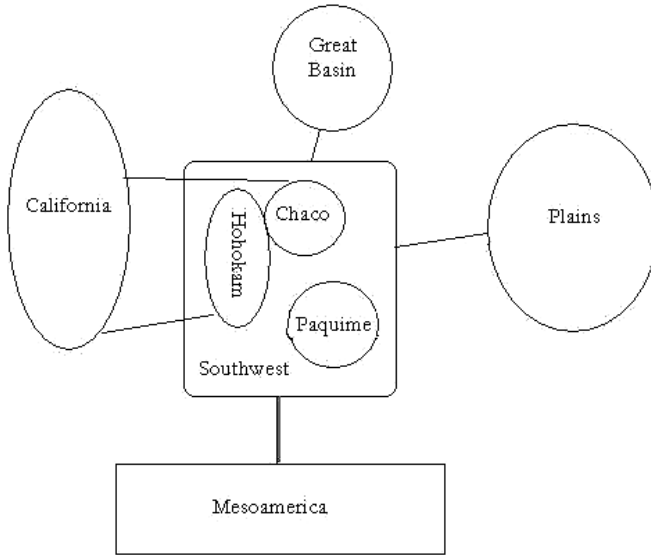 Great
Basin
California
Chaco
Hohokam
Plains
Paquime
Southwest
Mesoamerica